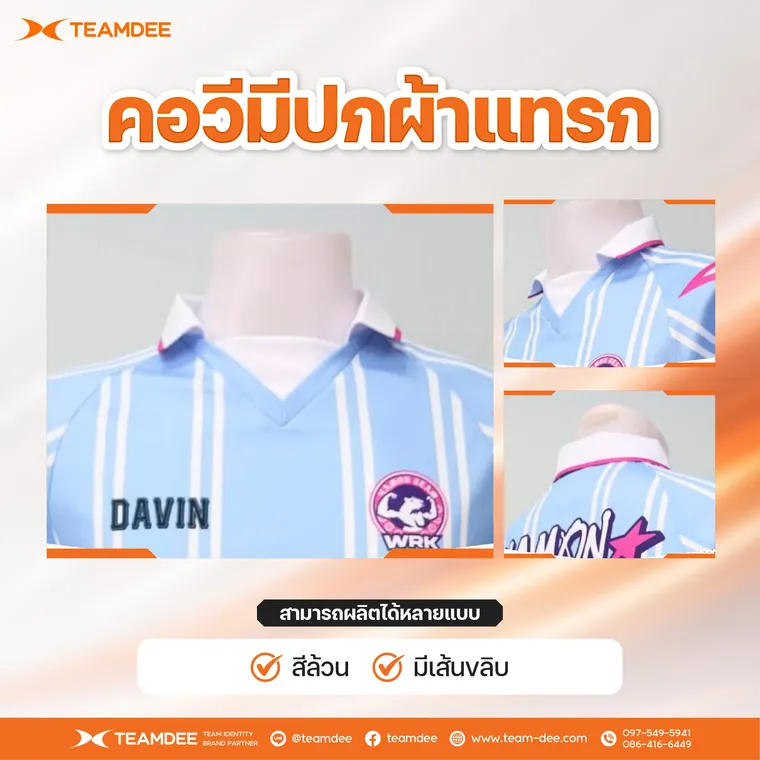 TEAMDEE
คอวีมีปกผ้าแทรก
DAVIN
WRK
สามารถผลิตได้หลายแบบ
สีล้วน
มีเส้นขลิบ
TEAMDEE
TEAM IDENTITY
BRAND PARTNER
@teamdee
teamdee
www.team-dee.com
097-549-5941
086-416-6449